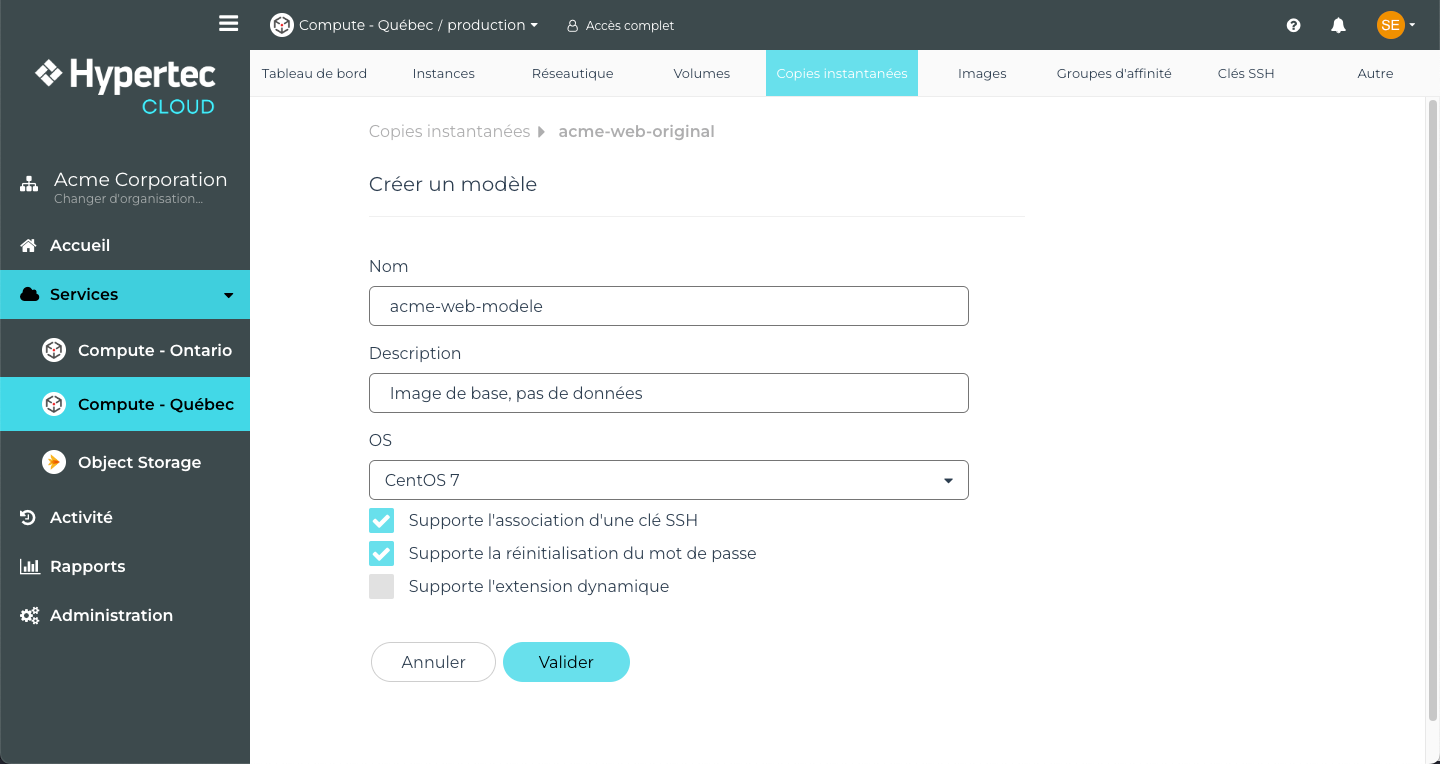 Compute - Québec / production
Accès complet
SE
Hypertec
CLOUD
Tableau de bord
Instances
Réseautique
Volumes
Copies instantanées
Images
Groupes d'affinité
Clés SSH
Autre
Acme Corporation
Changer d'organisation...
Accueil
Services
Compute - Ontario
Compute - Québec
Object Storage
Activité
Rapports
Administration
Copies instantanées
acme-web-original
Créer un modèle
Nom
acme-web-modele
Description
Image de base, pas de données
OS
CentOS 7
Supporte l'association d'une clé SSH
Supporte la réinitialisation du mot de passe
Supporte l'extension dynamique
Annuler
Valider